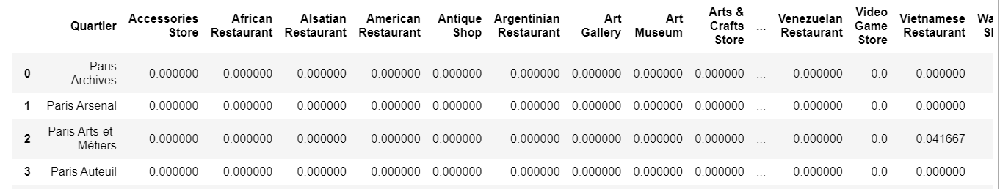 Quartier Accessories Store African Restaurant Alsatian Restaurant American Restaurant Antique Shop Argentinian Restaurant Art Gallery Art Museum Arts & Crafts Store ... Venezuelan Restaurant Video Game Store Vietnamese Restaurant
0 Paris Archives 0.000000 0.000000 0.000000 0.000000 0.000000 0.000000 0.000000 0.000000 0.000000 ... 0.000000 0.0 0.000000
1 Paris Arsenal 0.000000 0.000000 0.000000 0.000000 0.000000 0.000000 0.000000 0.000000 0.000000 ... 0.000000 0.0 0.000000
2 Paris Arts-et-Métiers 0.000000 0.000000 0.000000 0.000000 0.000000 0.000000 0.000000 0.000000 0.000000 ... 0.000000 0.0 0.041667
3 Paris Auteuil 0.000000 0.000000 0.000000 0.000000 0.000000 0.000000 0.000000 0.000000 0.000000 ... 0.000000 0.0 0.000000